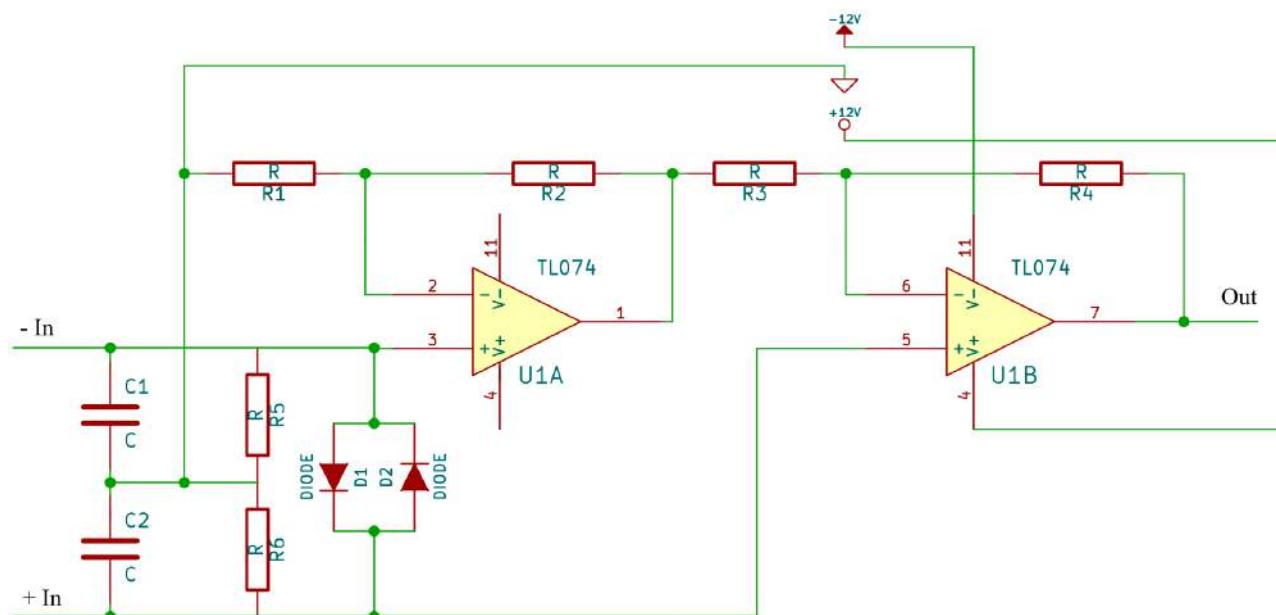 -12V
+12V
R
R1
R
R2
R
R3
R
R4
11
TL074
2
-
V-
1
3
+
V+
U1A
4
11
TL074
6
-
V-
7
Out
5
+
V+
U1B
4
- In
C1
C
R
R5
DIODE
D1
D2
DIODE
C2
C
R
R6
+ In